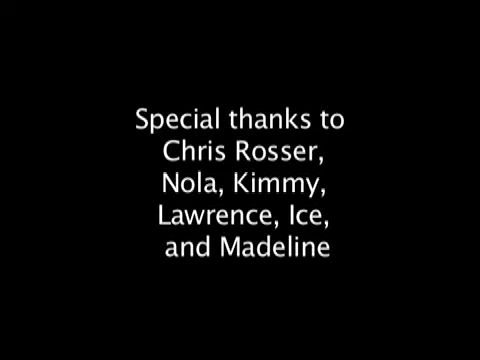 Special thanks to
Chris Rosser,
Nola, Kimmy,
Lawrence, Ice,
and Madeline